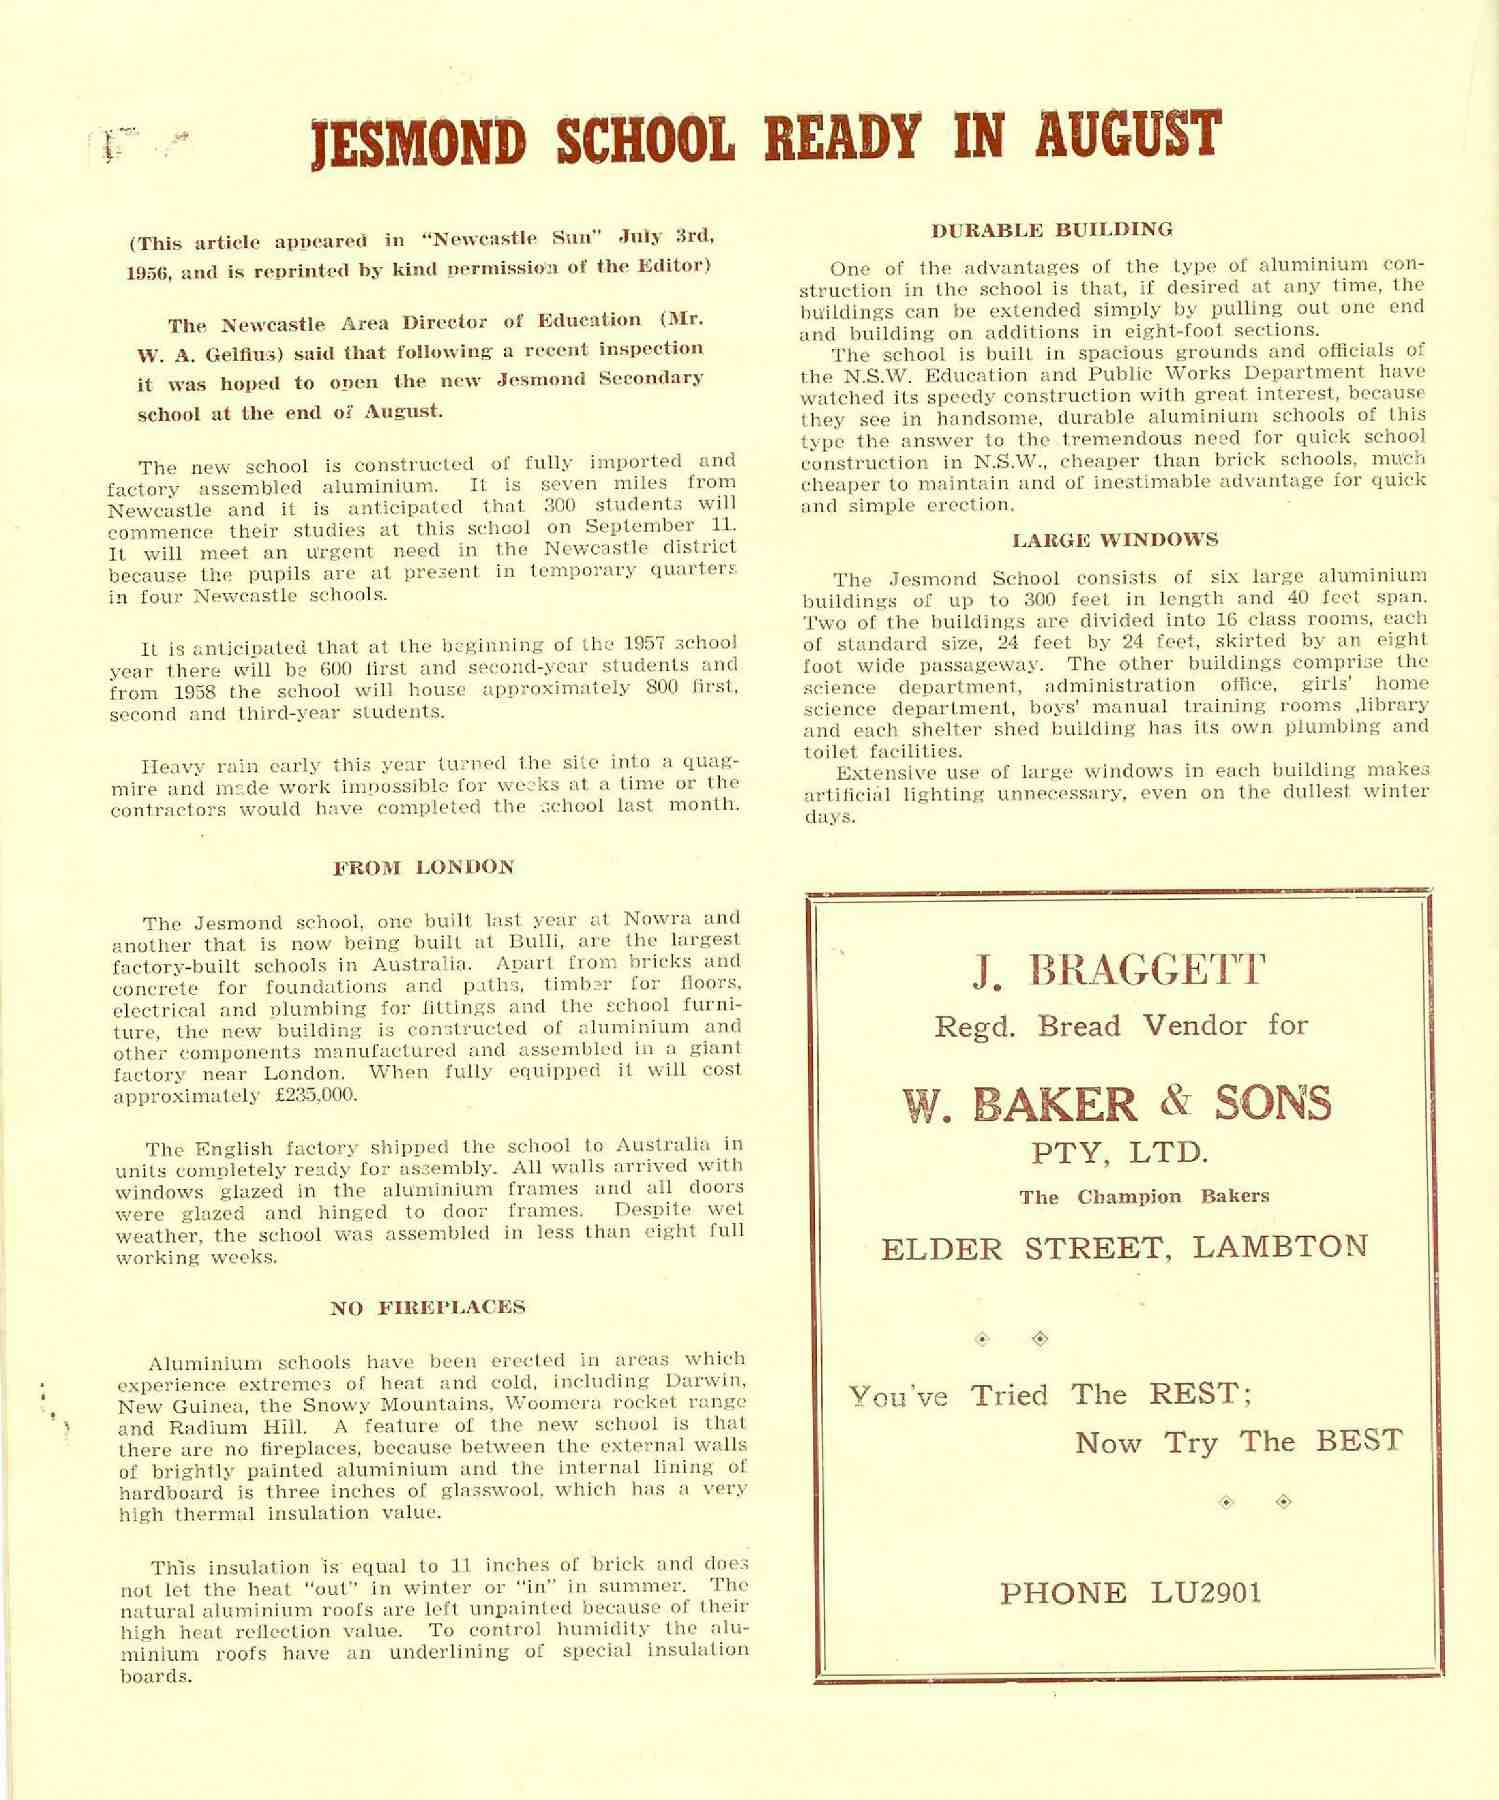 JESMOND SCHOOL READY IN AUGUST
(This article appeared in "Newcastle Sun" July 3rd,
1956, and is reprinted by kind permission of the Editor)
The Newcastle Area Director of Education (Mr.
W. A. Gelfius) said that following a recent inspection
it was hoped to open the new Jesmond Secondary
school at the end of August.
The new school is constructed of fully imported and
factory assembled aluminium. It is seven miles from
Newcastle and it is anticipated that 300 students will
commence their studies at this school on September 11.
It will meet an urgent need in the Newcastle district
because the pupils are at present in temporary quarters
in four Newcastle schools.
It is anticipated that at the beginning of the 1957 school
year there will be 600 first and second-year students and
from 1958 the school will house approximately 800 first,
second and third-year students.
Heavy rain early this year turned the site into a quag-
mire and made work impossible for weeks at a time or the
contractors would have completed the school last month.
FROM LONDON
The Jesmond school, one built last year at Nowra and
another that is now being built at Bulli, are the largest
factory-built schools in Australia. Apart from bricks and
concrete for foundations and paths, timber for floors,
electrical and plumbing for fittings and the school furni-
ture, the new building is constructed of aluminium and
other components manufactured and assembled in a giant
factory near London. When fully equipped it will cost
approximately £235,000.
The English factory shipped the school to Australia in
units completely ready for assembly. All walls arrived with
windows glazed in the aluminium frames and all doors
were glazed and hinged to door frames. Despite wet
weather, the school was assembled in less than eight full
working weeks.
NO FIREPLACES
Aluminium schools have been erected in areas which
experience extremes of heat and cold, including Darwin,
New Guinea, the Snowy Mountains, Woomera rocket range
and Radium Hill. A feature of the new school is that
there are no fireplaces, because between the external walls
of brightly painted aluminium and the internal lining of
hardboard is three inches of glasswool, which has a very
high thermal insulation value.
This insulation is equal to 11 inches of brick and does
not let the heat "out" in winter or "in" in summer. The
natural aluminium roofs are left unpainted because of their
high heat reflection value. To control humidity the alu-
minium roofs have an underlining of special insulation
boards.
DURABLE BUILDING
One of the advantages of the type of aluminium con-
struction in the school is that, if desired at any time, the
buildings can be extended simply by pulling out one end
and building on additions in eight-foot sections.
The school is built in spacious grounds and officials of
the N.S.W. Education and Public Works Department have
watched its speedy construction with great interest, because
they see in handsome, durable aluminium schools of this
type the answer to the tremendous need for quick school
construction in N.S.W., cheaper than brick schools, much
cheaper to maintain and of inestimable advantage for quick
and simple erection.
LARGE WINDOWS
The Jesmond School consists of six large aluminium
buildings of up to 300 feet in length and 40 feet span.
Two of the buildings are divided into 16 class rooms, each
of standard size, 24 feet by 24 feet, skirted by an eight
foot wide passageway. The other buildings comprise the
science department, administration office, girls' home
science department, boys' manual training rooms ,library
and each shelter shed building has its own plumbing and
toilet facilities.
Extensive use of large windows in each building makes
artificial lighting unnecessary, even on the dullest winter
days.
J. BRAGGETT
Regd. Bread Vendor for
W. BAKER & SONS
PTY, LTD.
The Champion Bakers
ELDER STREET, LAMBTON
You've Tried The REST;
Now Try The BEST
PHONE LU2901